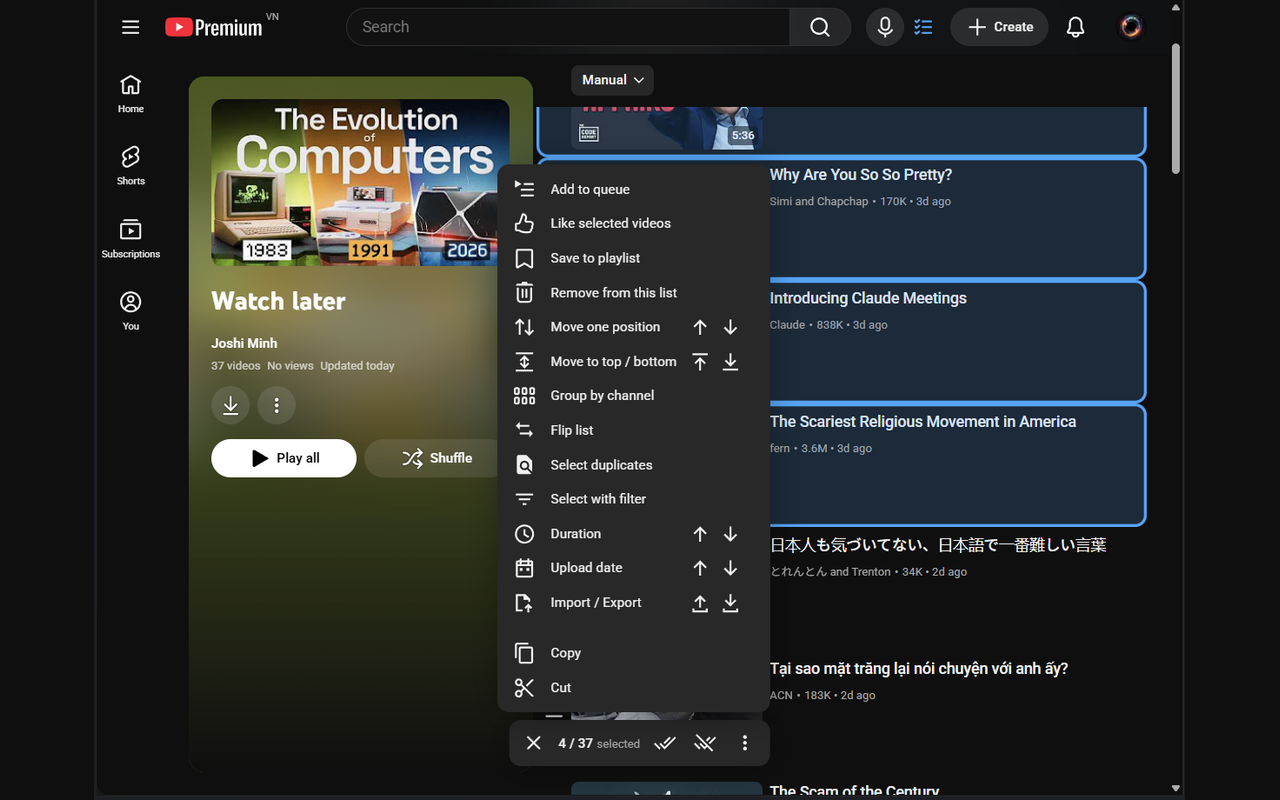 Premium VN
Search
Create
Home
Shorts
Subscriptions
You
The Evolution
of
Computers
1983
1991
2026
Watch later
Joshi Minh
37 videos No views Updated today
Play all
Shuffle
Manual
THE CODE REPORT
5:36
Why Are You So So Pretty?
Simi and Chapchap • 170K • 3d ago
Introducing Claude Meetings
Claude • 838K • 3d ago
The Scariest Religious Movement in America
fern • 3.6M • 3d ago
日本人も気づいてない、日本語で一番難しい言葉
とれんとん and Trenton • 34K • 2d ago
Tại sao mặt trăng lại nói chuyện với anh ấy?
ACN • 183K • 2d ago
The Scam of the Century
Add to queue
Like selected videos
Save to playlist
Remove from this list
Move one position
Move to top / bottom
Group by channel
Flip list
Select duplicates
Select with filter
Duration
Upload date
Import / Export
Copy
Cut
4 / 37 selected